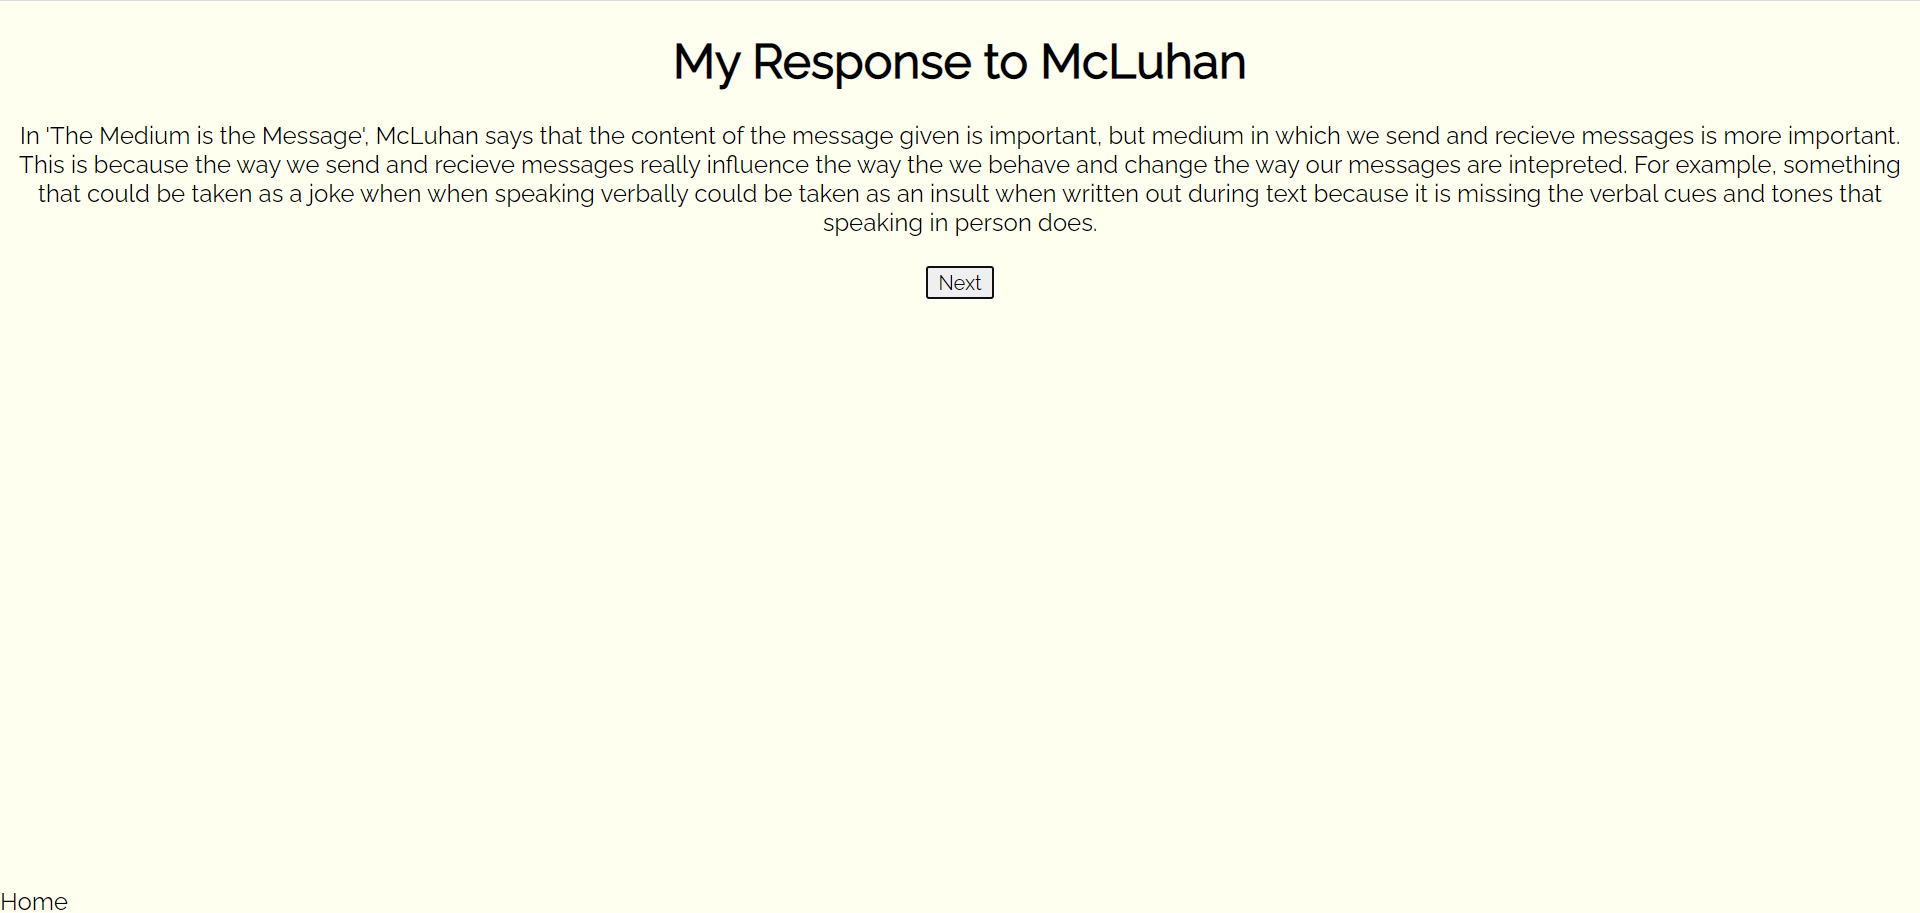 My Response to McLuhan
In 'The Medium is the Message', McLuhan says that the content of the message given is important, but medium in which we send and recieve messages is more important.
This is because the way we send and recieve messages really influence the way the we behave and change the way our messages are intepreted. For example, something
that could be taken as a joke when when speaking verbally could be taken as an insult when written out during text because it is missing the verbal cues and tones that
speaking in person does.
Next
Home